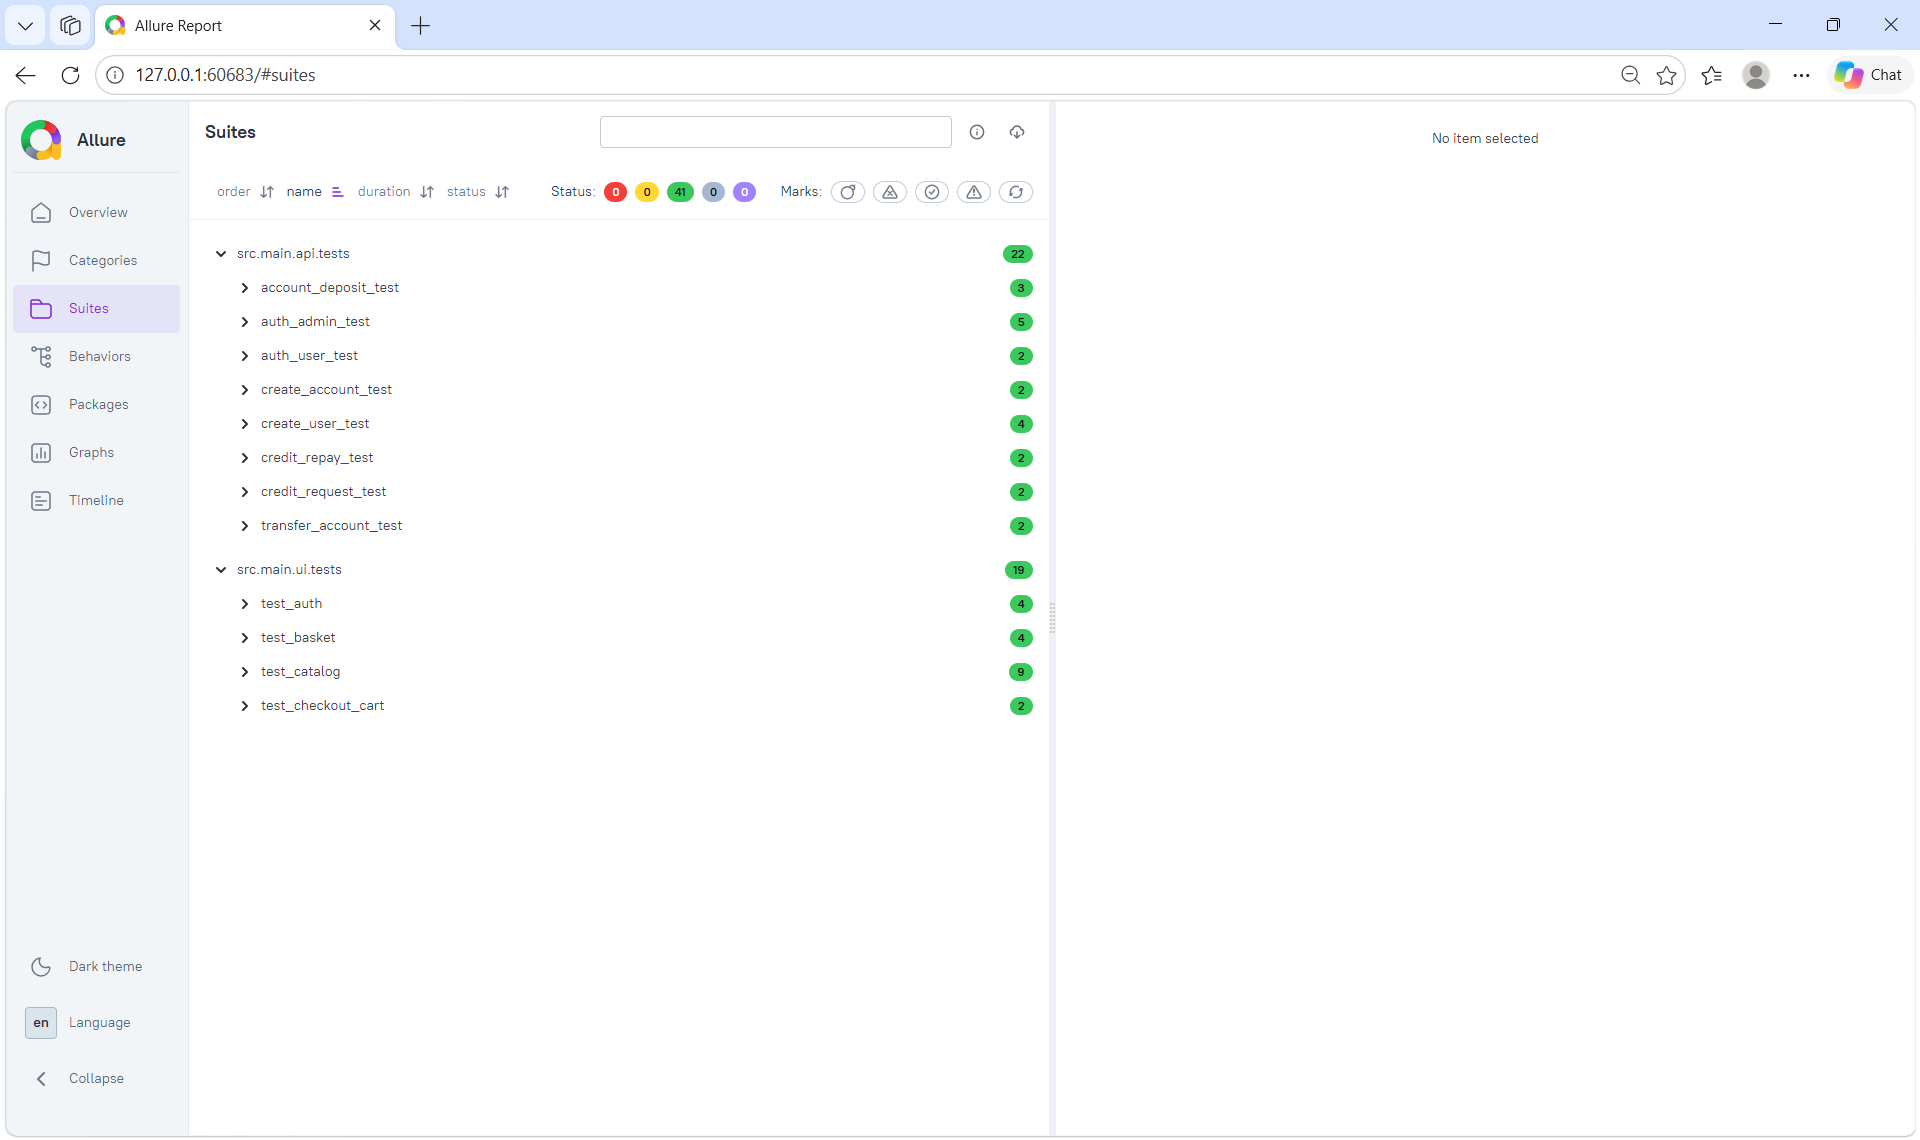 Allure Report
127.0.0.1:60683/#suites
Chat
Allure
Overview
Categories
Suites
Behaviors
Packages
Graphs
Timeline
Dark theme
en Language
Collapse
Suites
order name duration status Status: 0 0 41 0 0 Marks:
src.main.api.tests 22
account_deposit_test 3
auth_admin_test 5
auth_user_test 2
create_account_test 2
create_user_test 4
credit_repay_test 2
credit_request_test 2
transfer_account_test 2
src.main.ui.tests 19
test_auth 4
test_basket 4
test_catalog 9
test_checkout_cart 2
No item selected